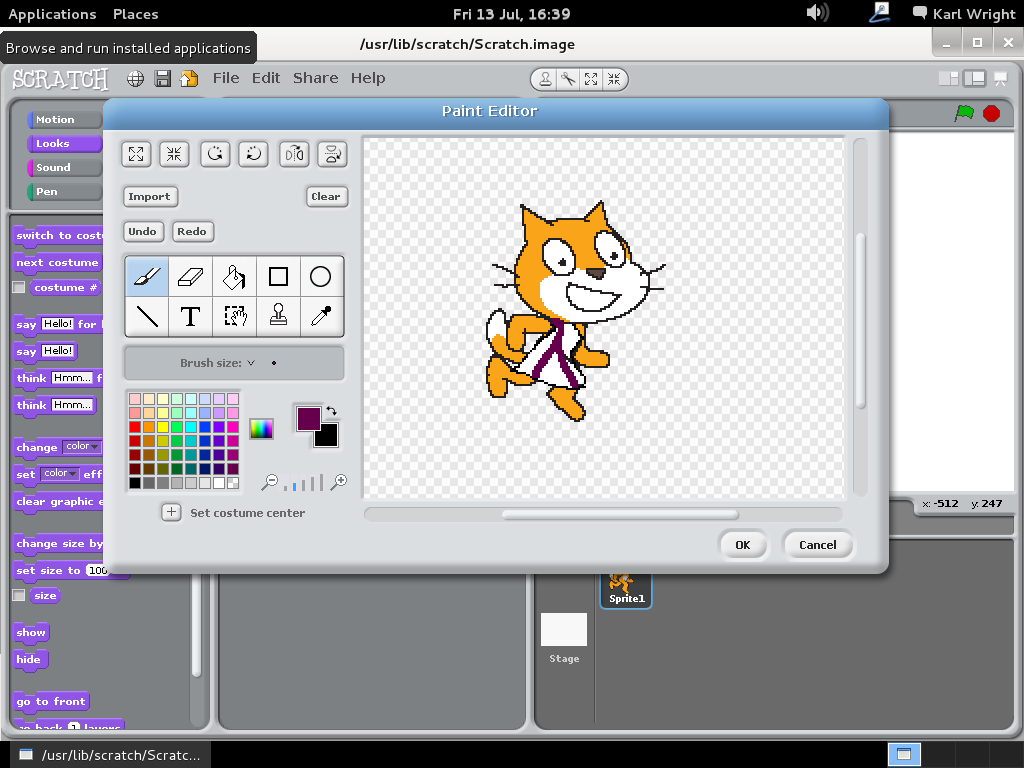 Applications Places Fri 13 Jul, 16:39 Karl Wright
Browse and run installed applications
/usr/lib/scratch/Scratch.image
SCRATCH File Edit Share Help
Paint Editor
Motion
Looks
Sound
Pen
Import Clear
Undo Redo
T
Brush size:
Set costume center
OK Cancel
switch to
next costume
costume #
say Hello! for
say Hello!
think Hmm...
think Hmm...
change color
set color
clear graphic
change size by
set size to 100
size
show
hide
go to front
go back 1 layers
x: -512 y: 247
Sprite1
Stage
/usr/lib/scratch/Scratc...